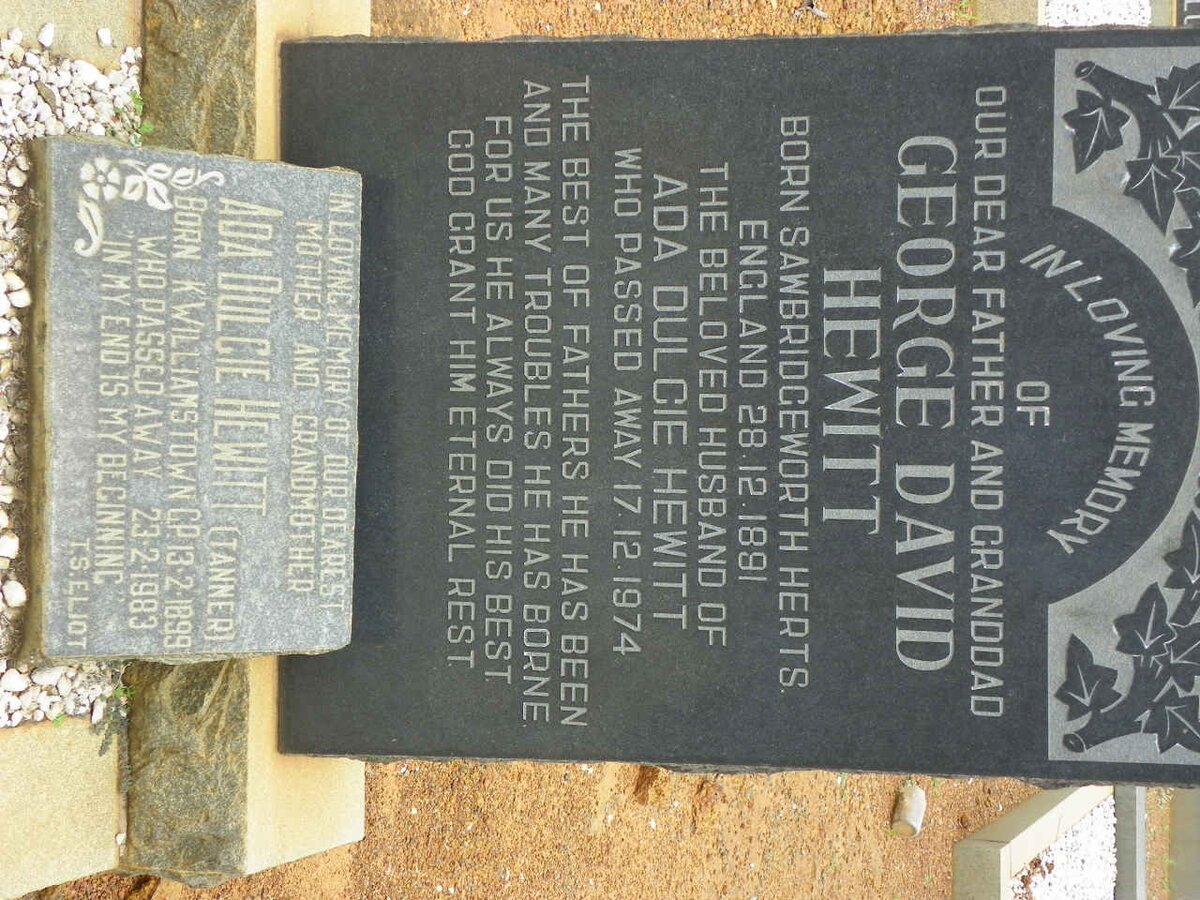 IN LOVING MEMORY
OF
OUR DEAR FATHER AND GRANDDAD
GEORGE DAVID
HEWITT
BORN SAWBRIDGEWORTH HERTS.
ENGLAND 28.12.1891
THE BELOVED HUSBAND OF
ADA DULCIE HEWITT
WHO PASSED AWAY 17.12.1974
THE BEST OF FATHERS HE HAS BEEN
AND MANY TROUBLES HE HAS BORNE.
FOR US HE ALWAYS DID HIS BEST
GOD GRANT HIM ETERNAL REST
IN LOVING MEMORY OF OUR DEAREST
MOTHER AND GRANDMOTHER
ADA DULCIE HEWITT (TANNER)
BORN KWILLIAMSTOWN CP. 13.2.1899
WHO PASSED AWAY 23.2.1983
'IN MY END IS MY BEGINNING'
T.S. ELIOT